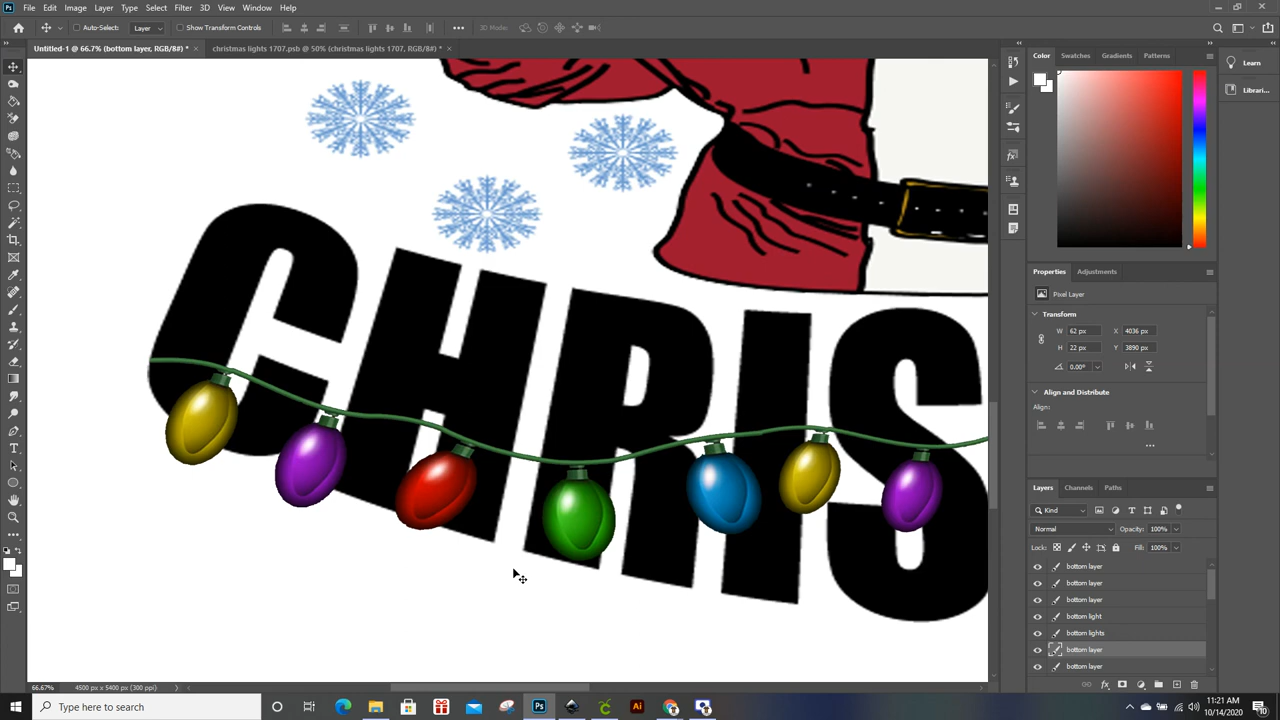 Ps File Edit Image Layer Type Select Filter 3D View Window Help
Auto-Select: Layer Show Transform Controls 3D Mode:
Untitled-1 @ 66.7% (bottom layer, RGB/8#) * × christmas lights 1707.psb @ 50% (christmas lights 1707, RGB/8#) * ×
Color Swatches Gradients Patterns
Learn
Librari...
CHRIS
Properties Adjustments
Pixel Layer
Transform
W 62 px X 4036 px
H 22 px Y 3890 px
0.00°
Align and Distribute
Align:
Layers Channels Paths
Kind
Normal Opacity: 100%
Lock: Fill: 100%
bottom layer
bottom layer
bottom layer
bottom light
bottom lights
bottom layer
bottom layer
66.67% 4500 px x 5400 px (300 ppi)
Type here to search
Ps Ai
11:21 AM
10/14/2020